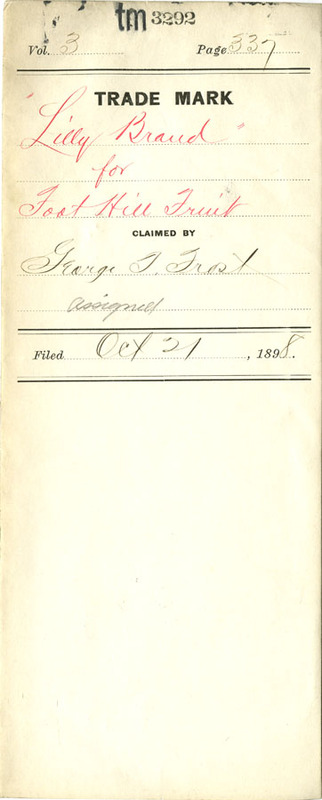 tm 3292
Vol. 3 Page 337
TRADE MARK
"Lilly Brand"
for
Foot Hill Fruit
CLAIMED BY
George T. Frost
assigned
Filed Oct 21, 1898.